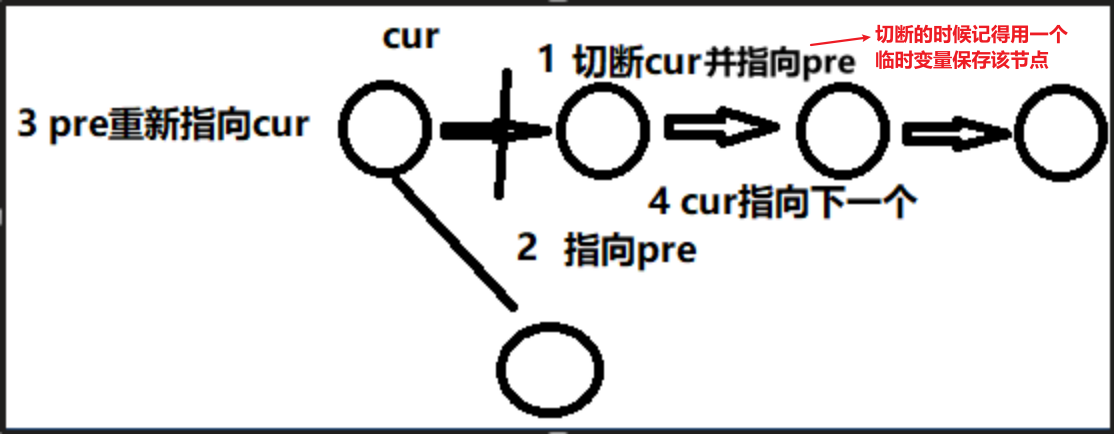 cur
1 切断cur并指向pre
切断的时候记得用一个
临时变量保存该节点
3 pre重新指向cur
4 cur指向下一个
2 指向pre